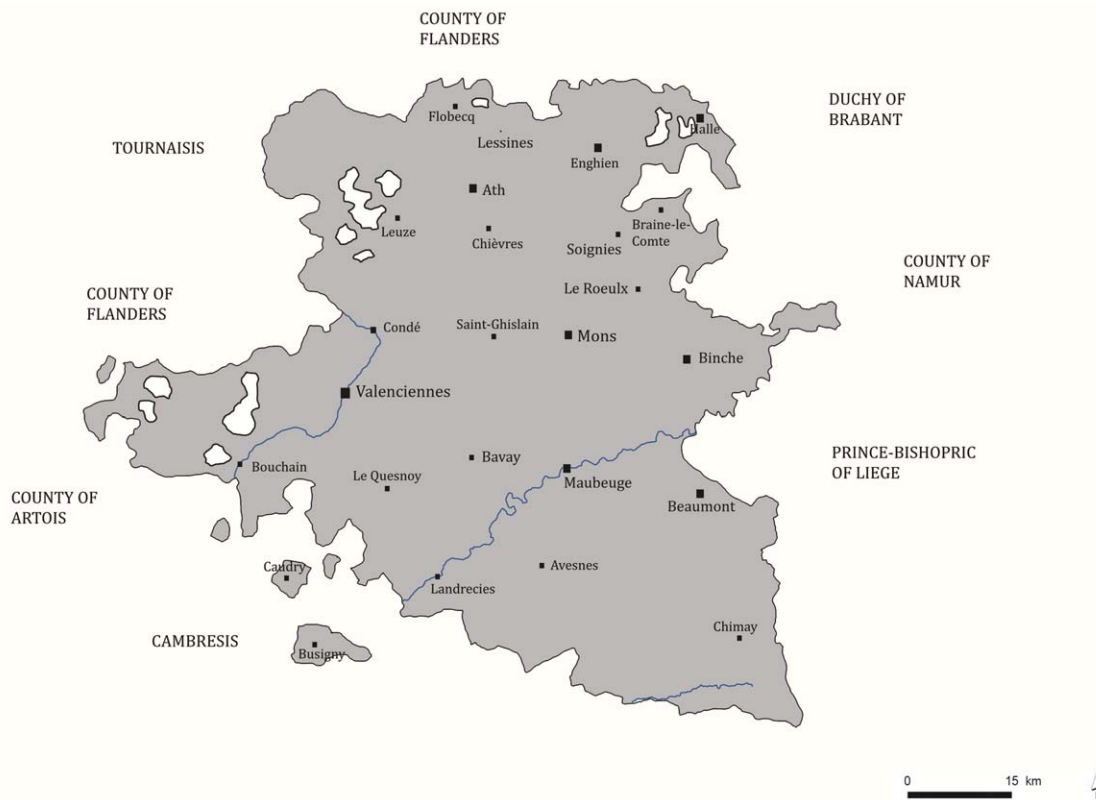 COUNTY OF
FLANDERS
DUCHY OF
BRABANT
TOURNAISIS
Flobecq
Halle
Lessines
Enghien
Ath
Leuze
Chièvres
Braine-le-
Comte
Soignies
COUNTY OF
NAMUR
COUNTY OF
FLANDERS
Le Roeulx
Condé
Saint-Ghislain
Mons
Binche
Valenciennes
Bouchain
Bavay
Le Quesnoy
Maubeuge
Beaumont
PRINCE-BISHOPRIC
OF LIEGE
COUNTY OF
ARTOIS
Caudry
Landrecies
Avesnes
CAMBRESIS
Busigny
Chimay
0 15 km